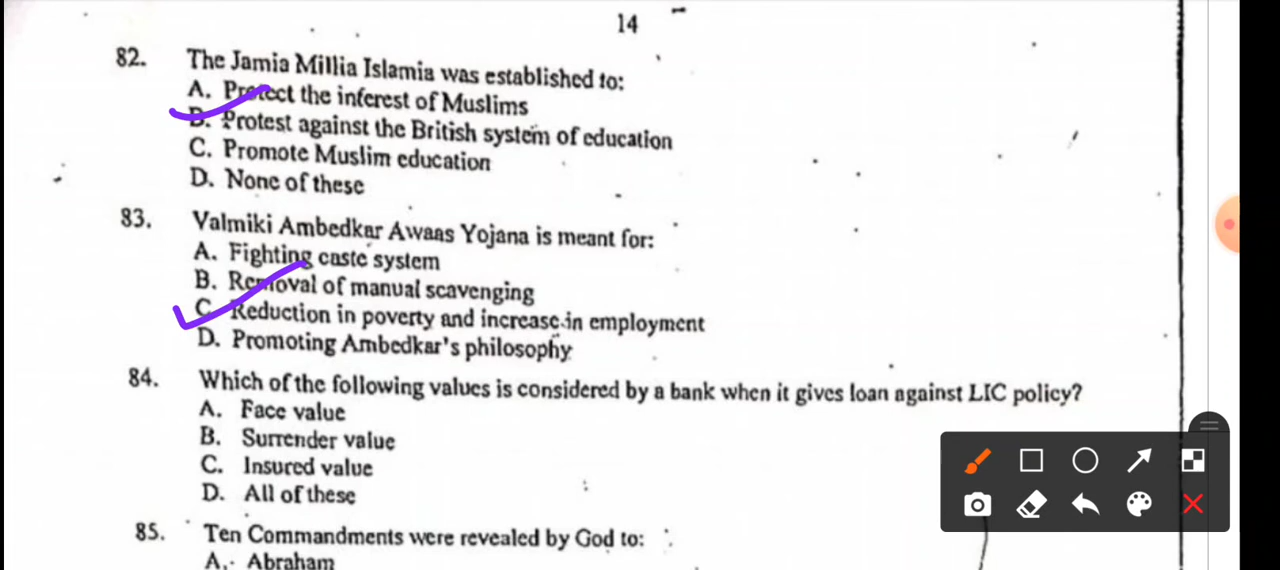 14
82. The Jamia Millia Islamia was established to:
A. Protect the inferest of Muslims
B. Protest against the British system of education
C. Promote Muslim education
D. None of these
83. Valmiki Ambedkar Awaas Yojana is meant for:
A. Fighting caste system
B. Removal of manual scavenging
C. Reduction in poverty and increase in employment
D. Promoting Ambedkar's philosophy
84. Which of the following values is considered by a bank when it gives loan against LIC policy?
A. Face value
B. Surrender value
C. Insured value
D. All of these
85. Ten Commandments were revealed by God to:
A. Abraham